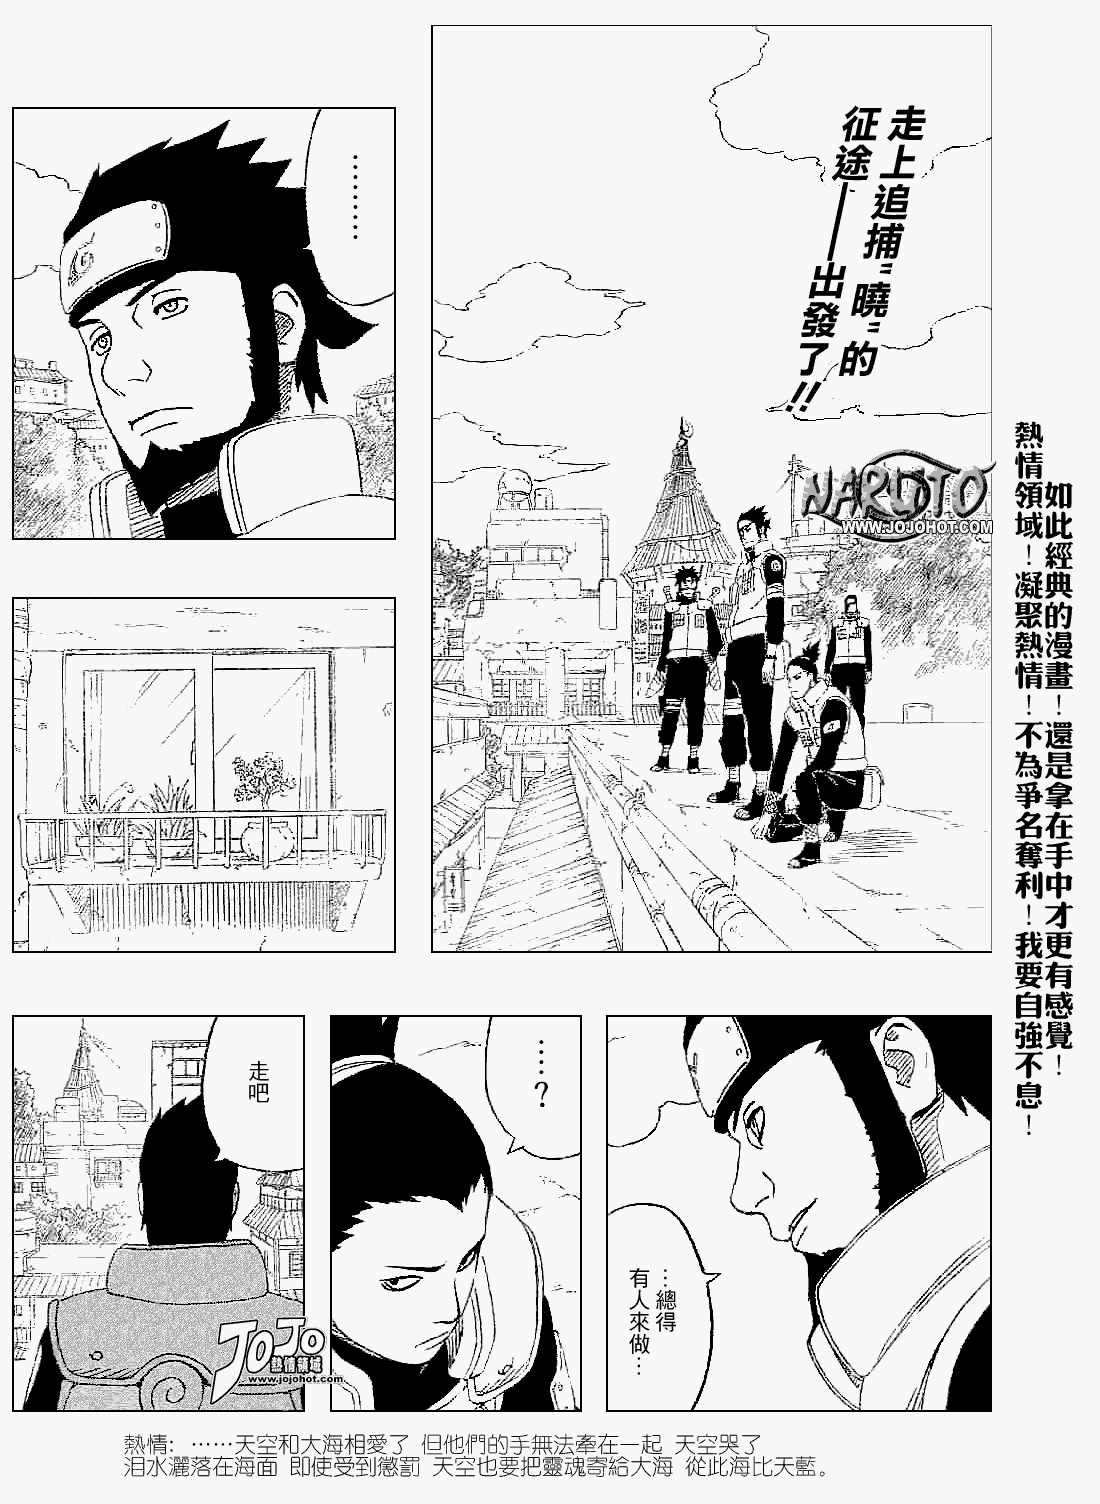 走上追捕"曉"的
征途——出發了!!
NARUTO
WWW.JOJOHOT.COM
………
…總得
有人來做…
……?
走吧
JOJO
熱情領域
www.jojohot.com
如此經典的漫畫!還是拿在手中才更有感覺!
熱情領域!凝聚熱情!不為爭名奪利!我要自強不息!
熱情: ……天空和大海相愛了 但他們的手無法牽在一起 天空哭了
泪水灑落在海面 即使受到懲罰 天空也要把靈魂寄給大海 從此海比天藍。